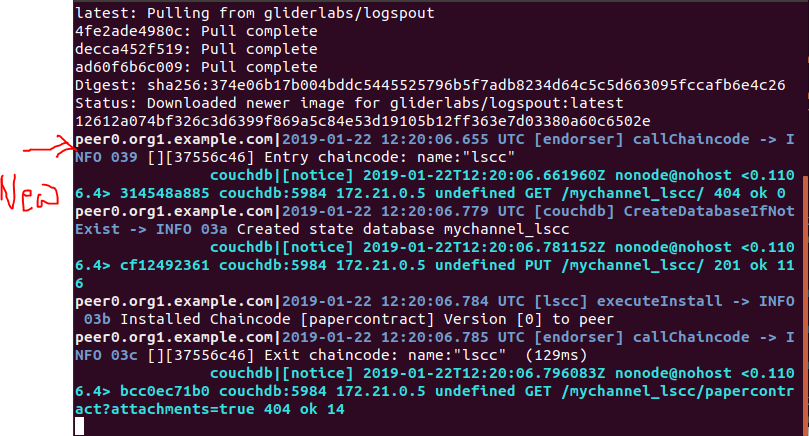 latest: Pulling from gliderlabs/logspout
4fe2ade4980c: Pull complete
decca452f519: Pull complete
ad60f6b6c009: Pull complete
Digest: sha256:374e06b17b004bddc5445525796b5f7adb8234d64c5c5d663095fccafb6e4c26
Status: Downloaded newer image for gliderlabs/logspout:latest
12612a074bf326c3d6399f869a5c84e53d19105b12ff363e7d03380a60c6502e
peer0.org1.example.com|2019-01-22 12:20:06.655 UTC [endorser] callChaincode -> I
NFO 039 [][37556c46] Entry chaincode: name:"lscc"
couchdb|[notice] 2019-01-22T12:20:06.661960Z nonode@nohost <0.110
6.4> 314548a885 couchdb:5984 172.21.0.5 undefined GET /mychannel_lscc/ 404 ok 0
New
peer0.org1.example.com|2019-01-22 12:20:06.779 UTC [couchdb] CreateDatabaseIfNot
Exist -> INFO 03a Created state database mychannel_lscc
couchdb|[notice] 2019-01-22T12:20:06.781152Z nonode@nohost <0.110
6.4> cf12492361 couchdb:5984 172.21.0.5 undefined PUT /mychannel_lscc/ 201 ok 11
6
peer0.org1.example.com|2019-01-22 12:20:06.784 UTC [lscc] executeInstall -> INFO
03b Installed Chaincode [papercontract] Version [0] to peer
peer0.org1.example.com|2019-01-22 12:20:06.785 UTC [endorser] callChaincode -> I
NFO 03c [][37556c46] Exit chaincode: name:"lscc" (129ms)
couchdb|[notice] 2019-01-22T12:20:06.796083Z nonode@nohost <0.110
6.4> bcc0ec71b0 couchdb:5984 172.21.0.5 undefined GET /mychannel_lscc/papercontr
act?attachments=true 404 ok 14